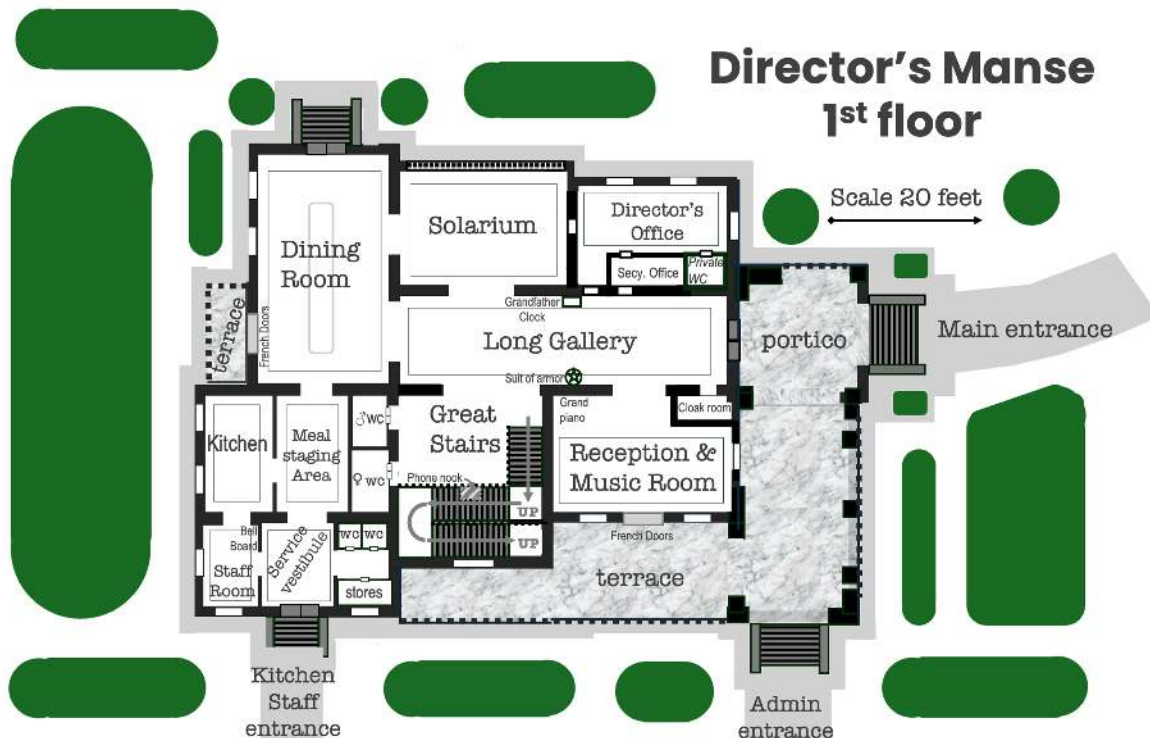 Director's Manse
1st floor
Scale 20 feet
Solarium
Director's
Office
Dining
Room
Secy. Office
Private
WC
terrace
French Doors
Grandfather
Clock
Long Gallery
portico
Main entrance
Suit of armor
Grand
piano
Cloak room
Great
Stairs
♂wc
Kitchen
Meal
staging
Area
♀wc
Phone nook
Reception &
Music Room
UP
UP
French Doors
Bell
Board
Staff
Room
Service
vestibule
wc
wc
stores
terrace
Kitchen
Staff
entrance
Admin
entrance